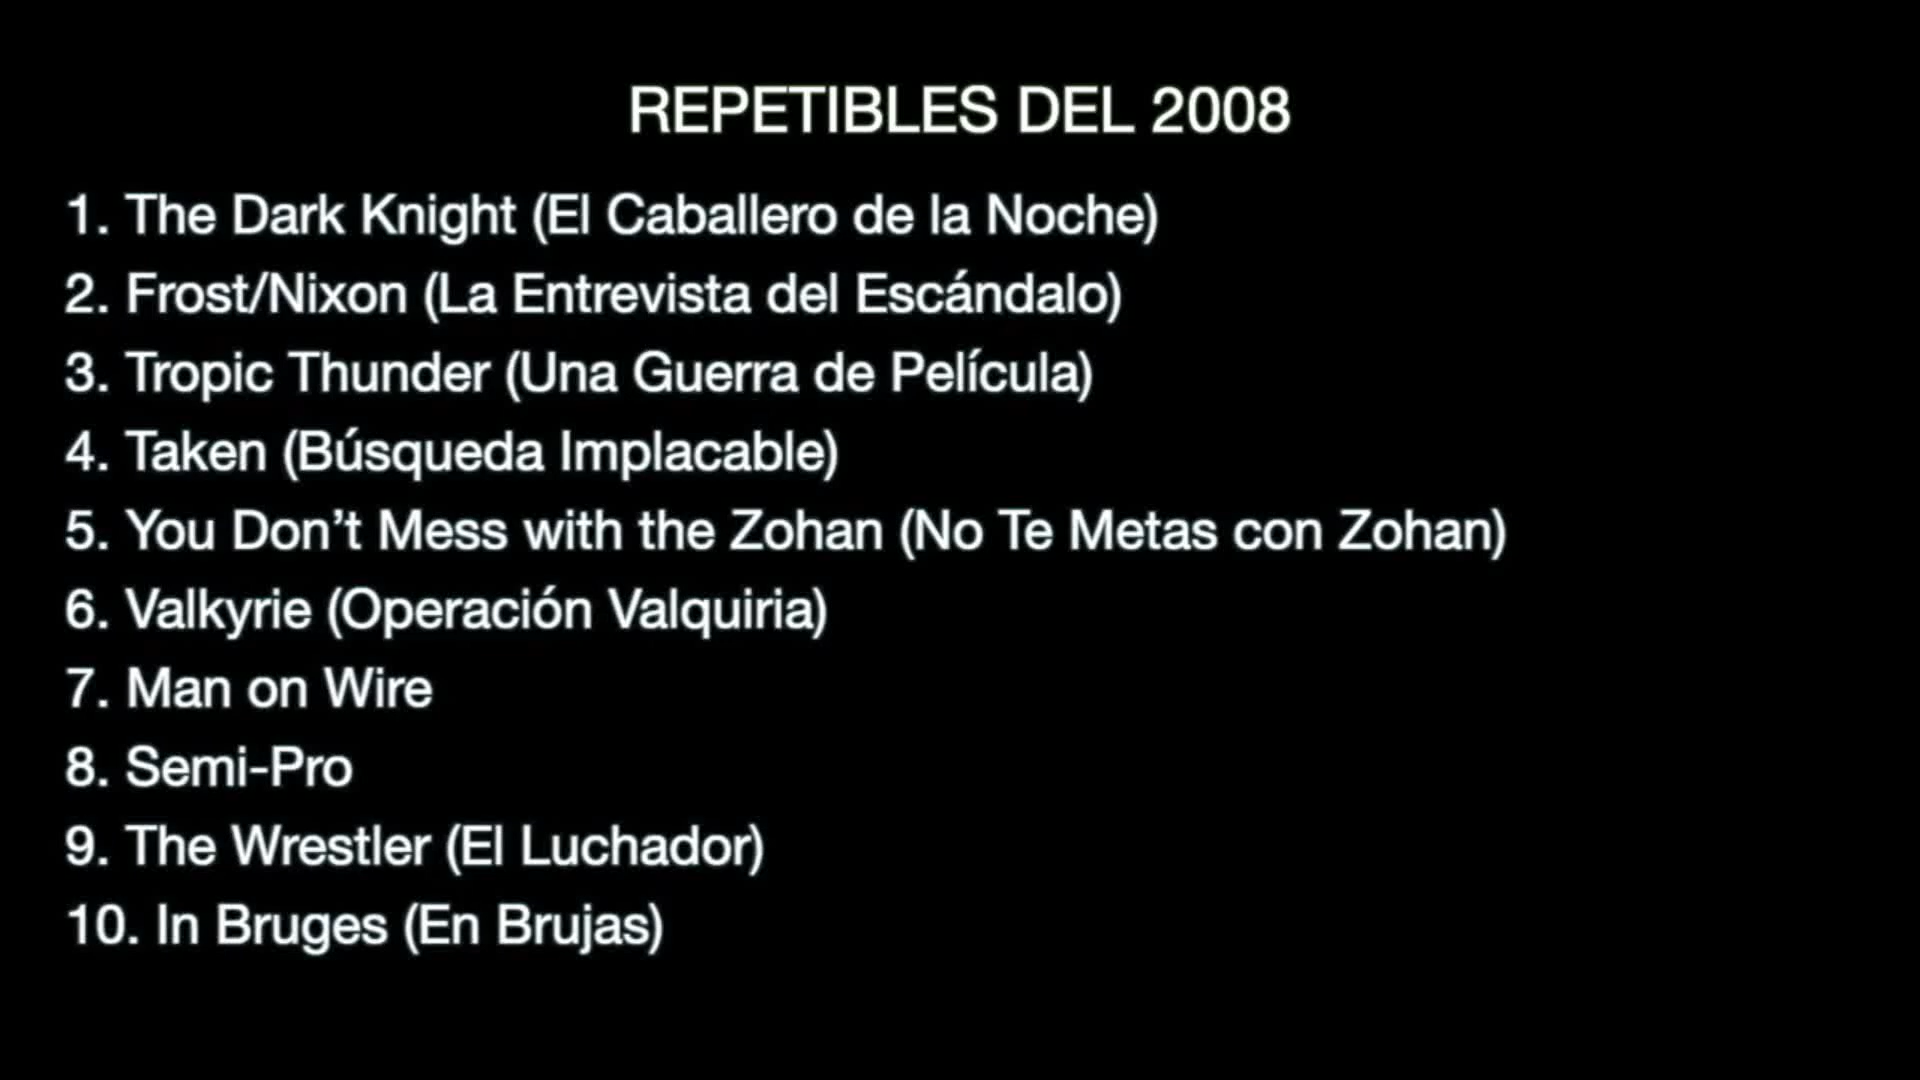 REPETIBLES DEL 2008
1. The Dark Knight (El Caballero de la Noche)
2. Frost/Nixon (La Entrevista del Escándalo)
3. Tropic Thunder (Una Guerra de Película)
4. Taken (Búsqueda Implacable)
5. You Don’t Mess with the Zohan (No Te Metas con Zohan)
6. Valkyrie (Operación Valquiria)
7. Man on Wire
8. Semi-Pro
9. The Wrestler (El Luchador)
10. In Bruges (En Brujas)